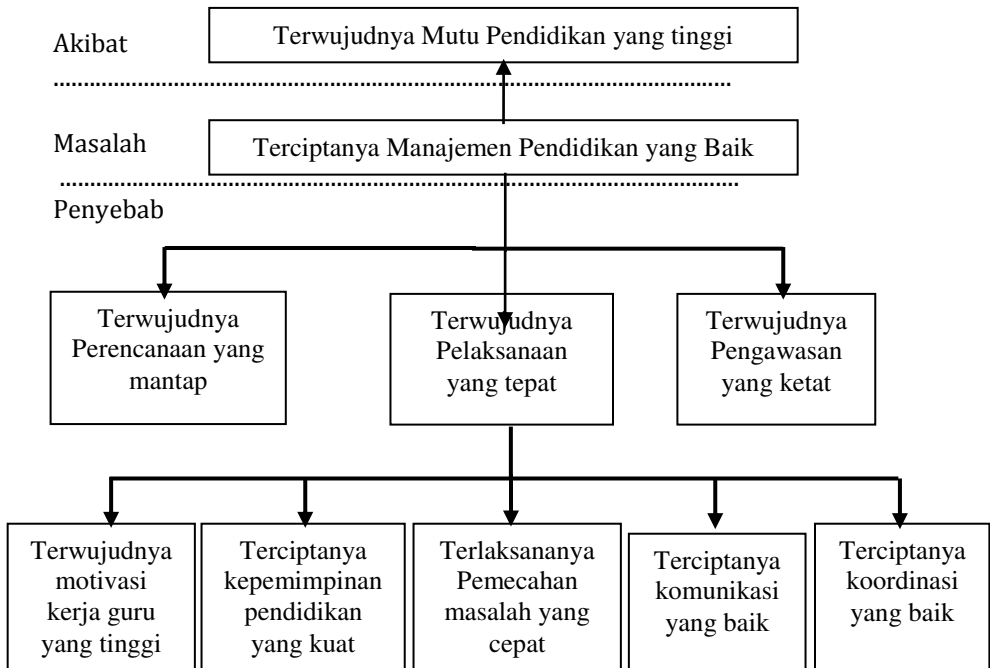 Akibat
Terwujudnya Mutu Pendidikan yang tinggi
Masalah
Terciptanya Manajemen Pendidikan yang Baik
Penyebab
Terwujudnya
Perencanaan yang
mantap
Terwujudnya
Pelaksanaan
yang tepat
Terwujudnya
Pengawasan
yang ketat
Terwujudnya
motivasi
kerja guru
yang tinggi
Terciptanya
kepemimpinan
pendidikan
yang kuat
Terlaksananya
Pemecahan
masalah yang
cepat
Terciptanya
komunikasi
yang baik
Terciptanya
koordinasi
yang baik